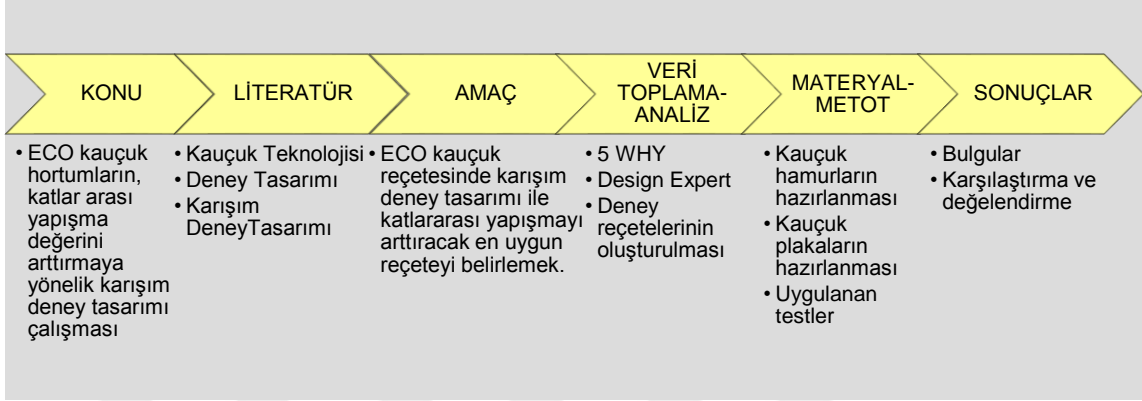 KONU
LİTERATÜR
AMAÇ
VERİ
TOPLAMA-
ANALİZ
MATERYAL-
METOT
SONUÇLAR
• ECO kauçuk
hortumların,
katlar arası
yapışma
değerini
arttırmaya
yönelik karışım
deney tasarımı
çalışması
• Kauçuk Teknolojisi
• Deney Tasarımı
• Karışım
DeneyTasarımı
• ECO kauçuk
reçetesinde karışım
deney tasarımı ile
katlararası yapışmayı
arttıracak en uygun
reçeteyi belirlemek.
• 5 WHY
• Design Expert
• Deney
reçetelerinin
oluşturulması
• Kauçuk
hamurların
hazırlanması
• Kauçuk
plakaların
hazırlanması
• Uygulanan
testler
• Bulgular
• Karşılaştırma ve
değelendirme